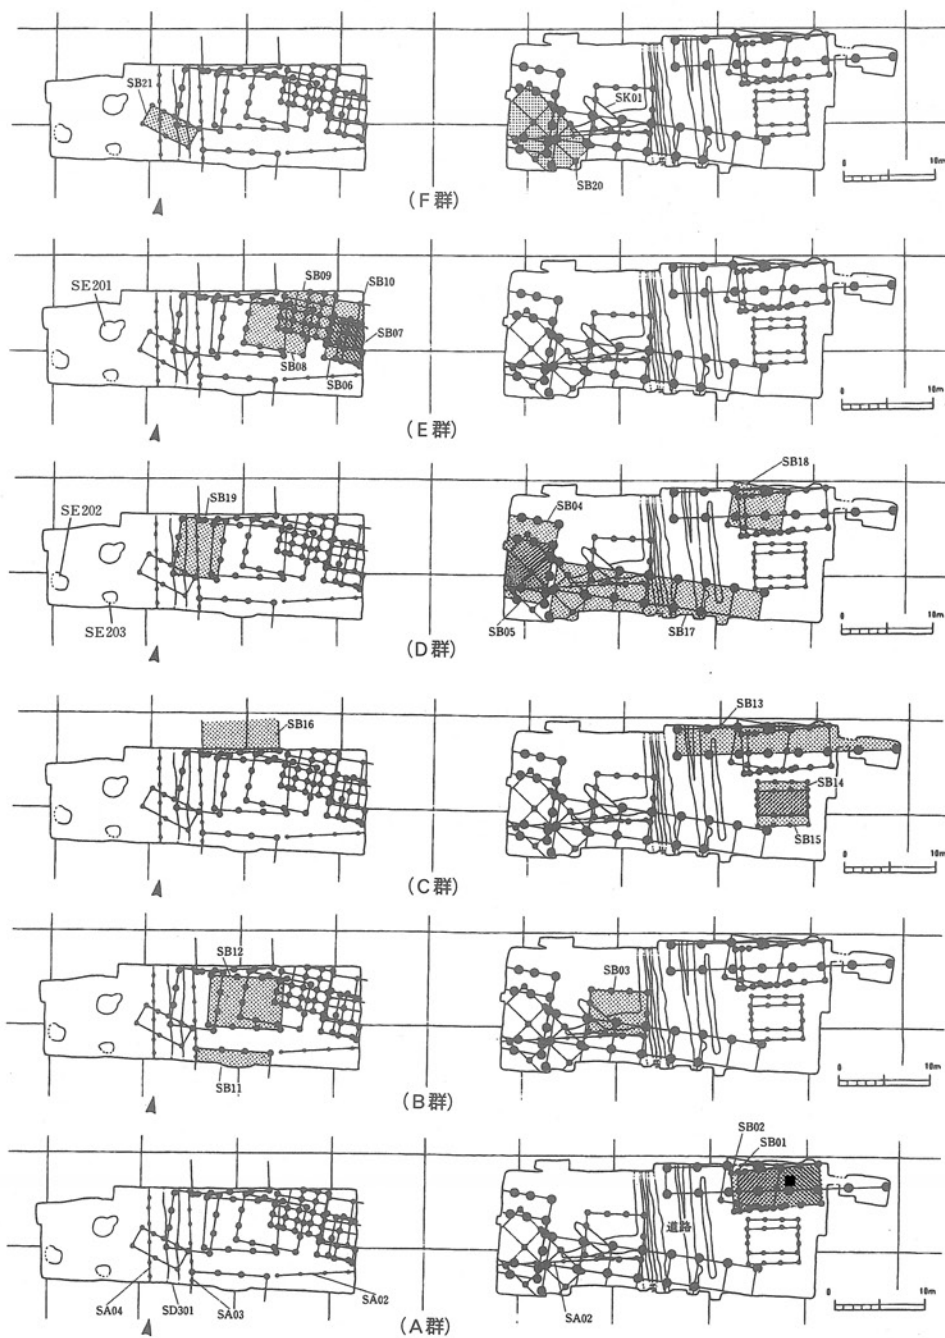 SB21
SK01
SB20
0
10m
(F群)
SE201
SB09
SB10
SB07
SB08
SB06
0
10m
(E群)
SE202
SB19
SE203
SB04
SB18
SB05
SB17
0
10m
(D群)
SB16
SB13
SB14
SB15
0
10m
(C群)
SB12
SB11
SB03
0
10m
(B群)
SB02
SB01
道路
SA04
SD301
SA03
SA02
SA02
0
10m
(A群)